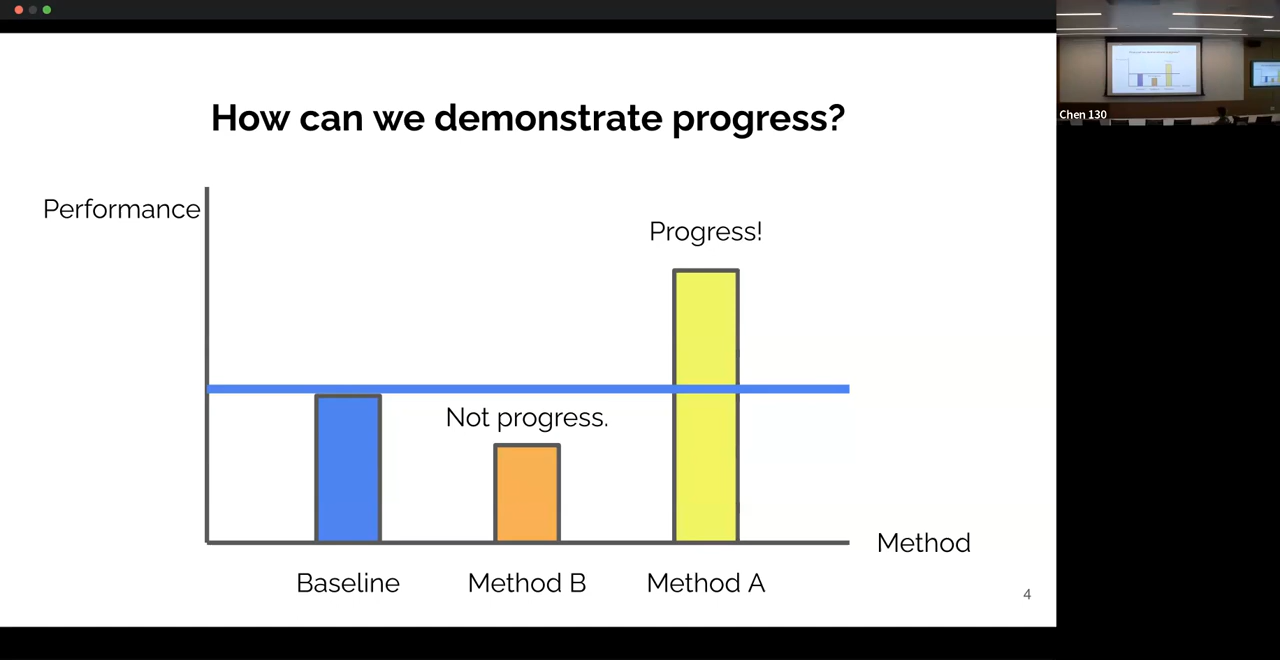 How can we demonstrate progress?
Performance
Progress!
Not progress.
Method
Baseline
Method B
Method A
4
Chen 130